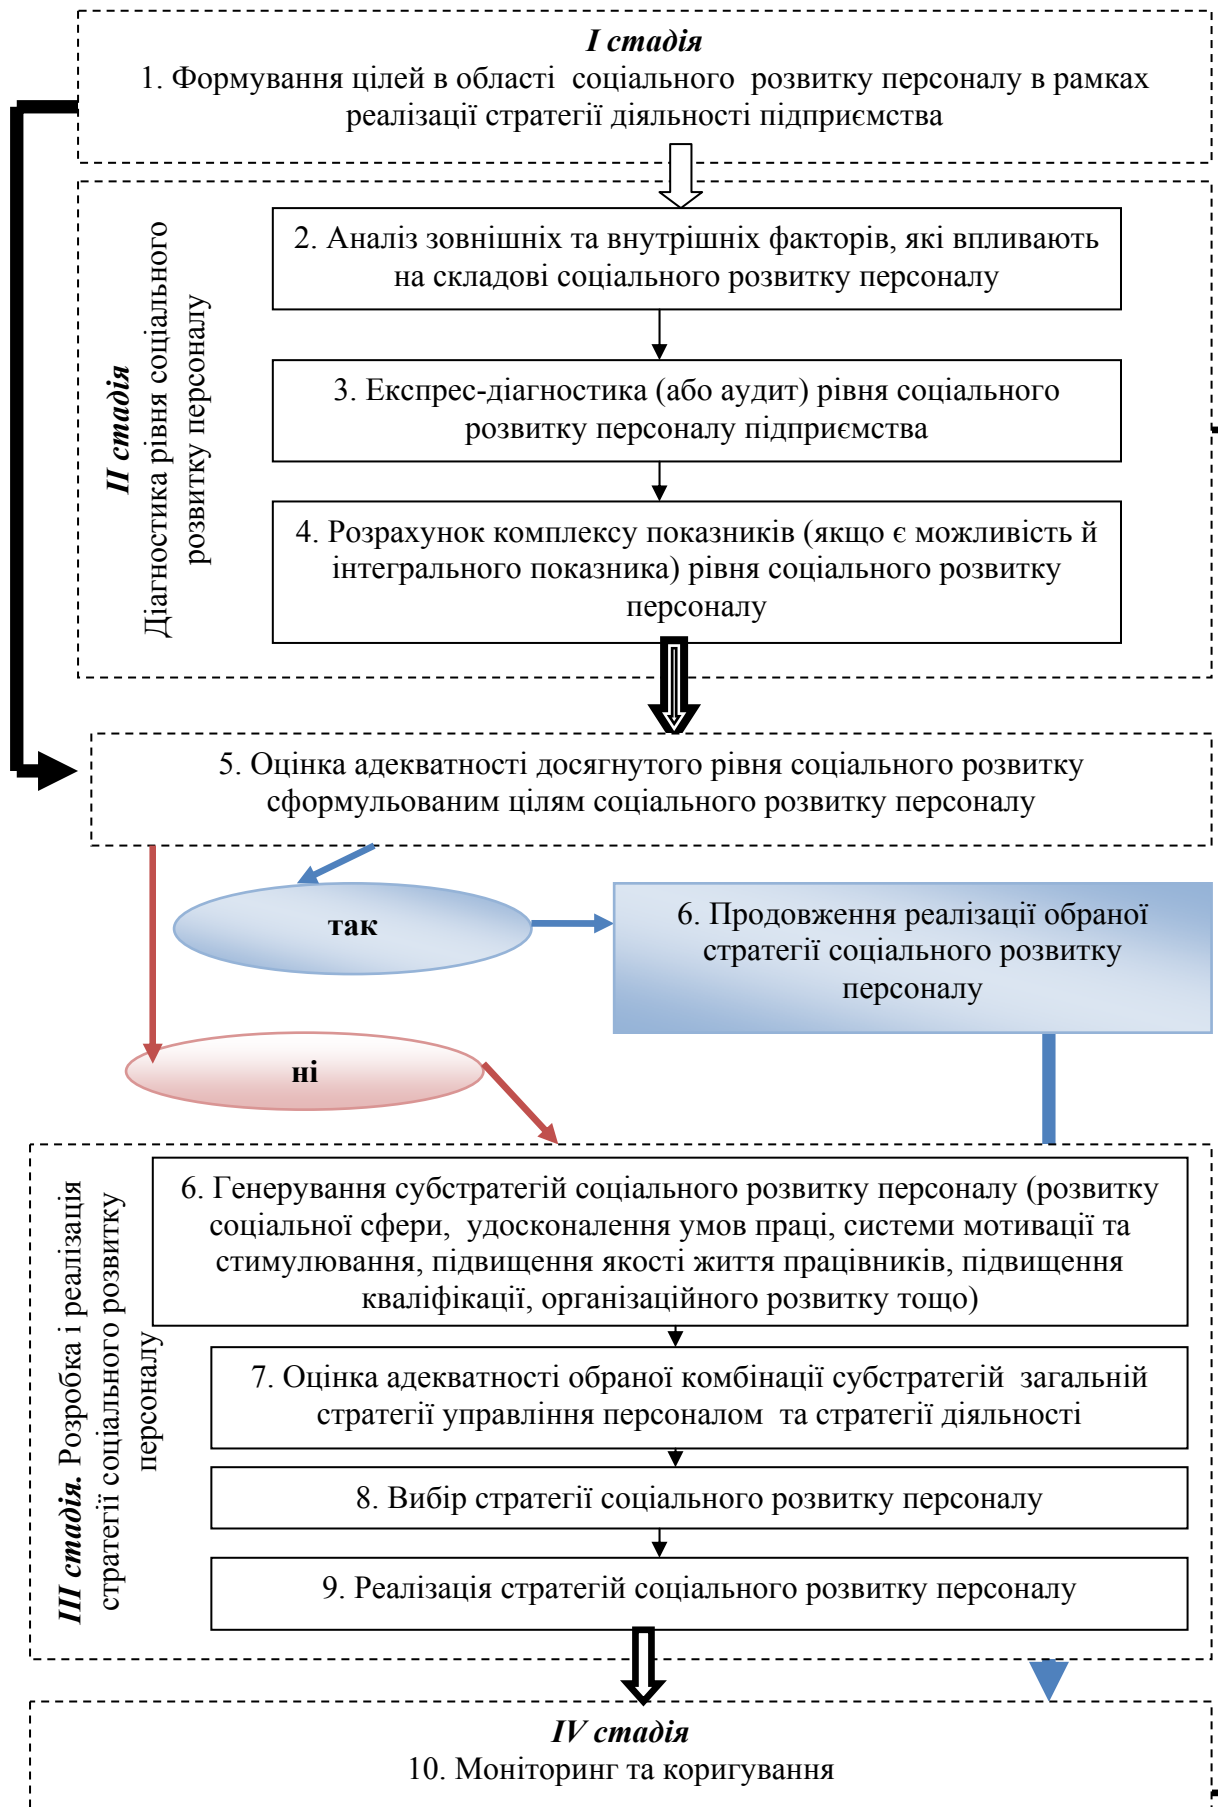 I стадія
1. Формування цілей в області соціального розвитку персоналу в рамках
реалізації стратегії діяльності підприємства
II стадія
Діагностика рівня соціального
розвитку персоналу
2. Аналіз зовнішніх та внутрішніх факторів, які впливають
на складові соціального розвитку персоналу
3. Експрес-діагностика (або аудит) рівня соціального
розвитку персоналу підприємства
4. Розрахунок комплексу показників (якщо є можливість й
інтегрального показника) рівня соціального розвитку
персоналу
5. Оцінка адекватності досягнутого рівня соціального розвитку
сформульованим цілям соціального розвитку персоналу
так
6. Продовження реалізації обраної
стратегії соціального розвитку
персоналу
ні
III стадія. Розробка і реалізація
стратегії соціального розвитку
персоналу
6. Генерування субстратегій соціального розвитку персоналу (розвитку
соціальної сфери, удосконалення умов праці, системи мотивації та
стимулювання, підвищення якості життя працівників, підвищення
кваліфікації, організаційного розвитку тощо)
7. Оцінка адекватності обраної комбінації субстратегій загальній
стратегії управління персоналом та стратегії діяльності
8. Вибір стратегії соціального розвитку персоналу
9. Реалізація стратегій соціального розвитку персоналу
IV стадія
10. Моніторинг та коригування